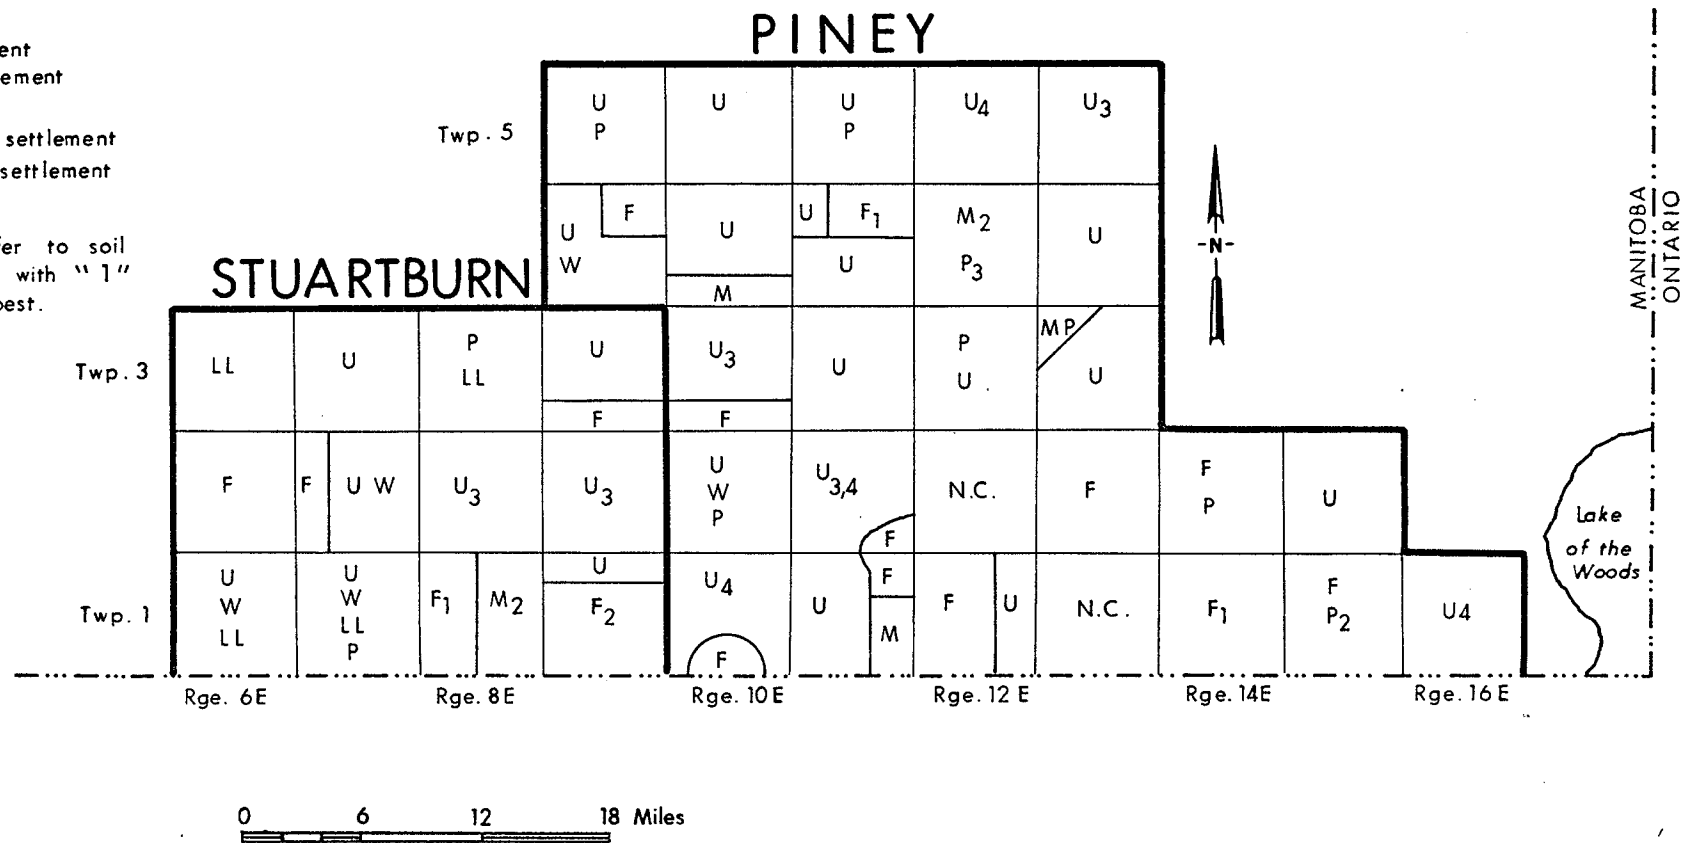 PINEY
ent
ement
settlement
settlement
fer to soil
with "1"
best.
STUARTBURN
Twp. 5
U P
U
U P
U4
U3
U W
F
U
M
U
F1
U
M2 P3
U
Twp. 3
LL
U
P LL
U
F
U3
F
U
P U
MP
U
F
F
U W
U3
U3
U W P
U3,4
F
N.C.
F
F P
U
Twp. 1
U W LL
U W LL P
F1
M2
U
F2
U4
F
U
F
M
F
U
N.C.
F1
F P2
U4
Rge. 6E
Rge. 8E
Rge. 10E
Rge. 12E
Rge. 14E
Rge. 16E
-N-
MANITOBA
ONTARIO
Lake
of the
Woods
0 6 12 18 Miles